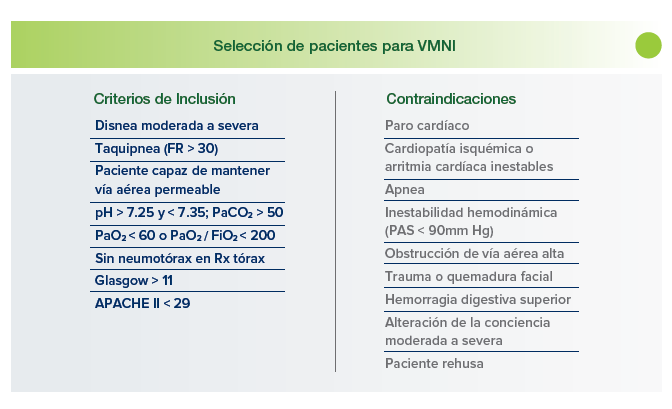 Selección de pacientes para VMNI
Criterios de Inclusión
Disnea moderada a severa
Taquipnea (FR > 30)
Paciente capaz de mantener
vía aérea permeable
pH > 7.25 y < 7.35; PaCO₂ > 50
PaO₂ < 60 o PaO₂ / FiO₂ < 200
Sin neumotórax en Rx tórax
Glasgow > 11
APACHE II < 29
Contraindicaciones
Paro cardíaco
Cardiopatía isquémica o
arritmia cardíaca inestables
Apnea
Inestabilidad hemodinámica
(PAS < 90mm Hg)
Obstrucción de vía aérea alta
Trauma o quemadura facial
Hemorragia digestiva superior
Alteración de la conciencia
moderada a severa
Paciente rehusa